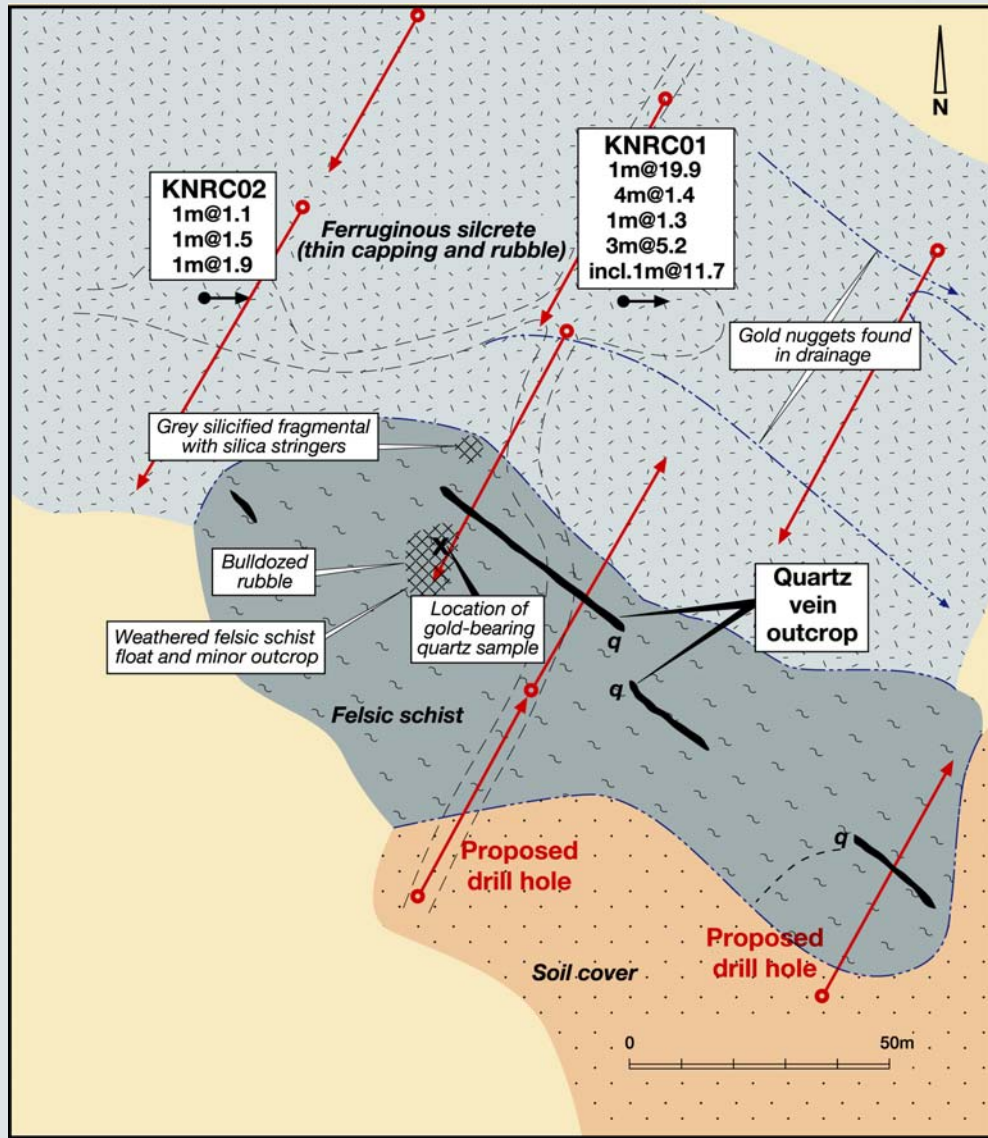 N
KNRC01
1m@19.9
4m@1.4
1m@1.3
3m@5.2
incl.1m@11.7
KNRC02
1m@1.1
1m@1.5
1m@1.9
Ferruginous silcrete
(thin capping and rubble)
Gold nuggets found
in drainage
Grey silicified fragmental
with silica stringers
Bulldozed
rubble
Weathered felsic schist
float and minor outcrop
X
Location of
gold-bearing
quartz sample
Quartz
vein
outcrop
q
q
Felsic schist
q
Proposed
drill hole
Proposed
drill hole
Soil cover
0 50m